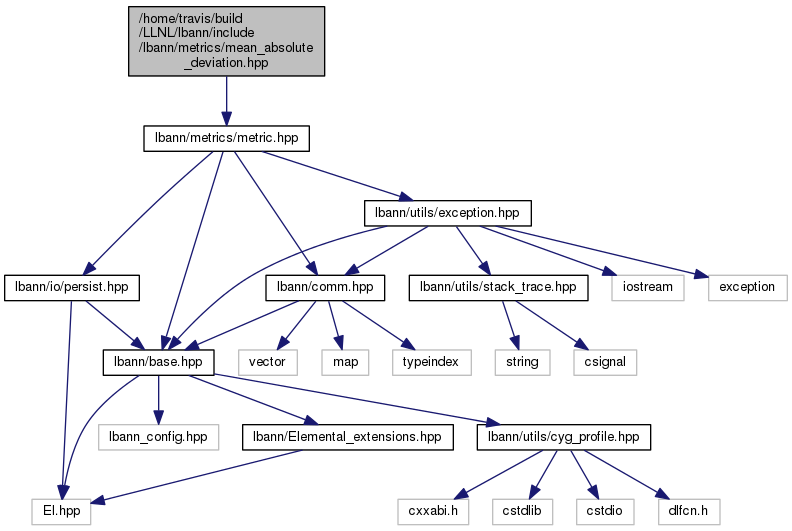 /home/travis/build
/LLNL/lbann/include
/lbann/metrics/mean_absolute
_deviation.hpp
lbann/metrics/metric.hpp
lbann/utils/exception.hpp
lbann/io/persist.hpp
lbann/comm.hpp
lbann/utils/stack_trace.hpp
iostream
exception
lbann/base.hpp
vector
map
typeindex
string
csignal
lbann_config.hpp
lbann/Elemental_extensions.hpp
lbann/utils/cyg_profile.hpp
El.hpp
cxxabi.h
cstdlib
cstdio
dlfcn.h